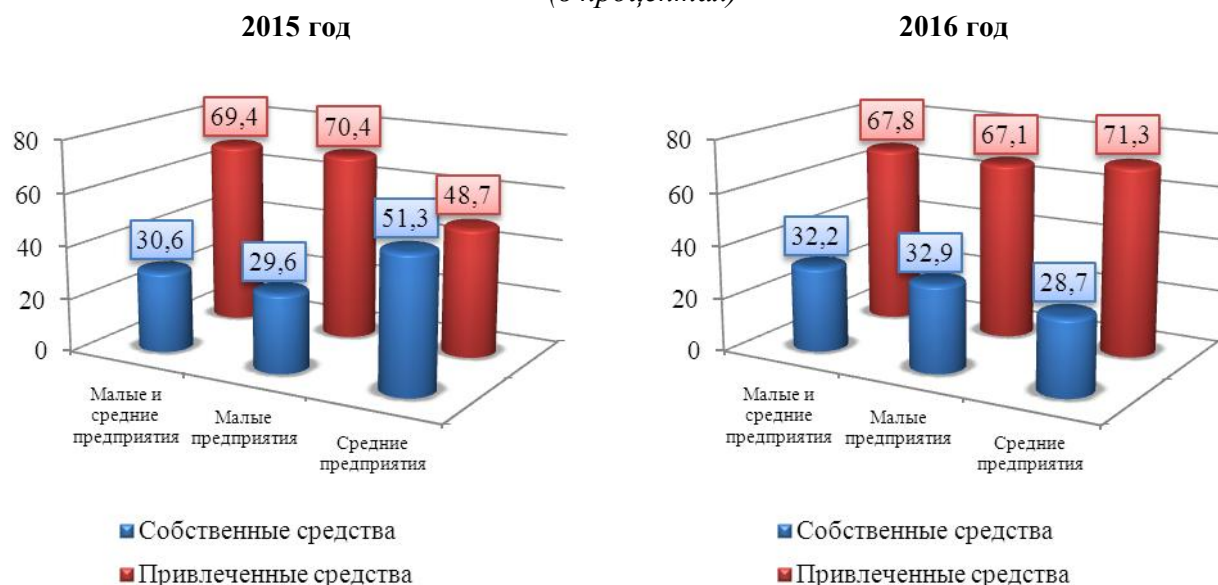 (в процентах)
2015 год
2016 год
80
60
40
20
0
69,4
70,4
48,7
30,6
29,6
51,3
Малые и
средние
предприятия
Малые
предприятия
Средние
предприятия
Собственные средства
Привлеченные средства
80
60
40
20
0
67,8
67,1
71,3
32,2
32,9
28,7
Малые и
средние
предприятия
Малые
предприятия
Средние
предприятия
Собственные средства
Привлеченные средства